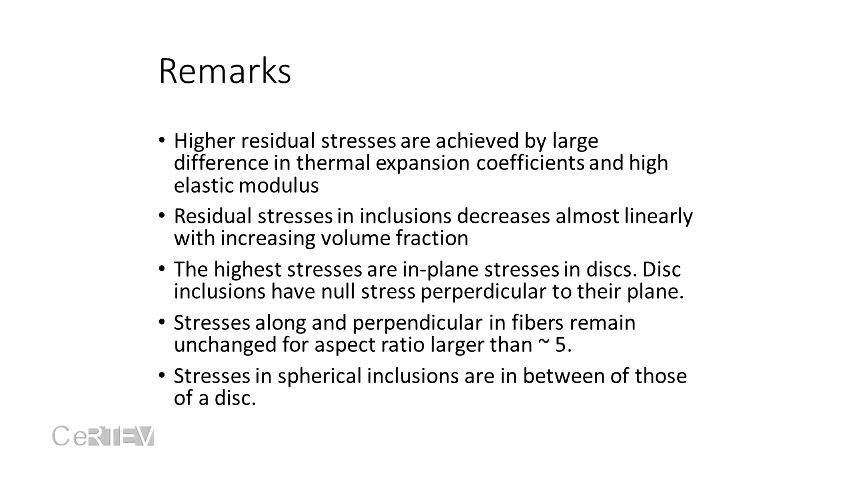 Remarks
• Higher residual stresses are achieved by large
difference in thermal expansion coefficients and high
elastic modulus
• Residual stresses in inclusions decreases almost linearly
with increasing volume fraction
• The highest stresses are in-plane stresses in discs. Disc
inclusions have null stress perperdicular to their plane.
• Stresses along and perpendicular in fibers remain
unchanged for aspect ratio larger than ~ 5.
• Stresses in spherical inclusions are in between of those
of a disc.
CeRTEV